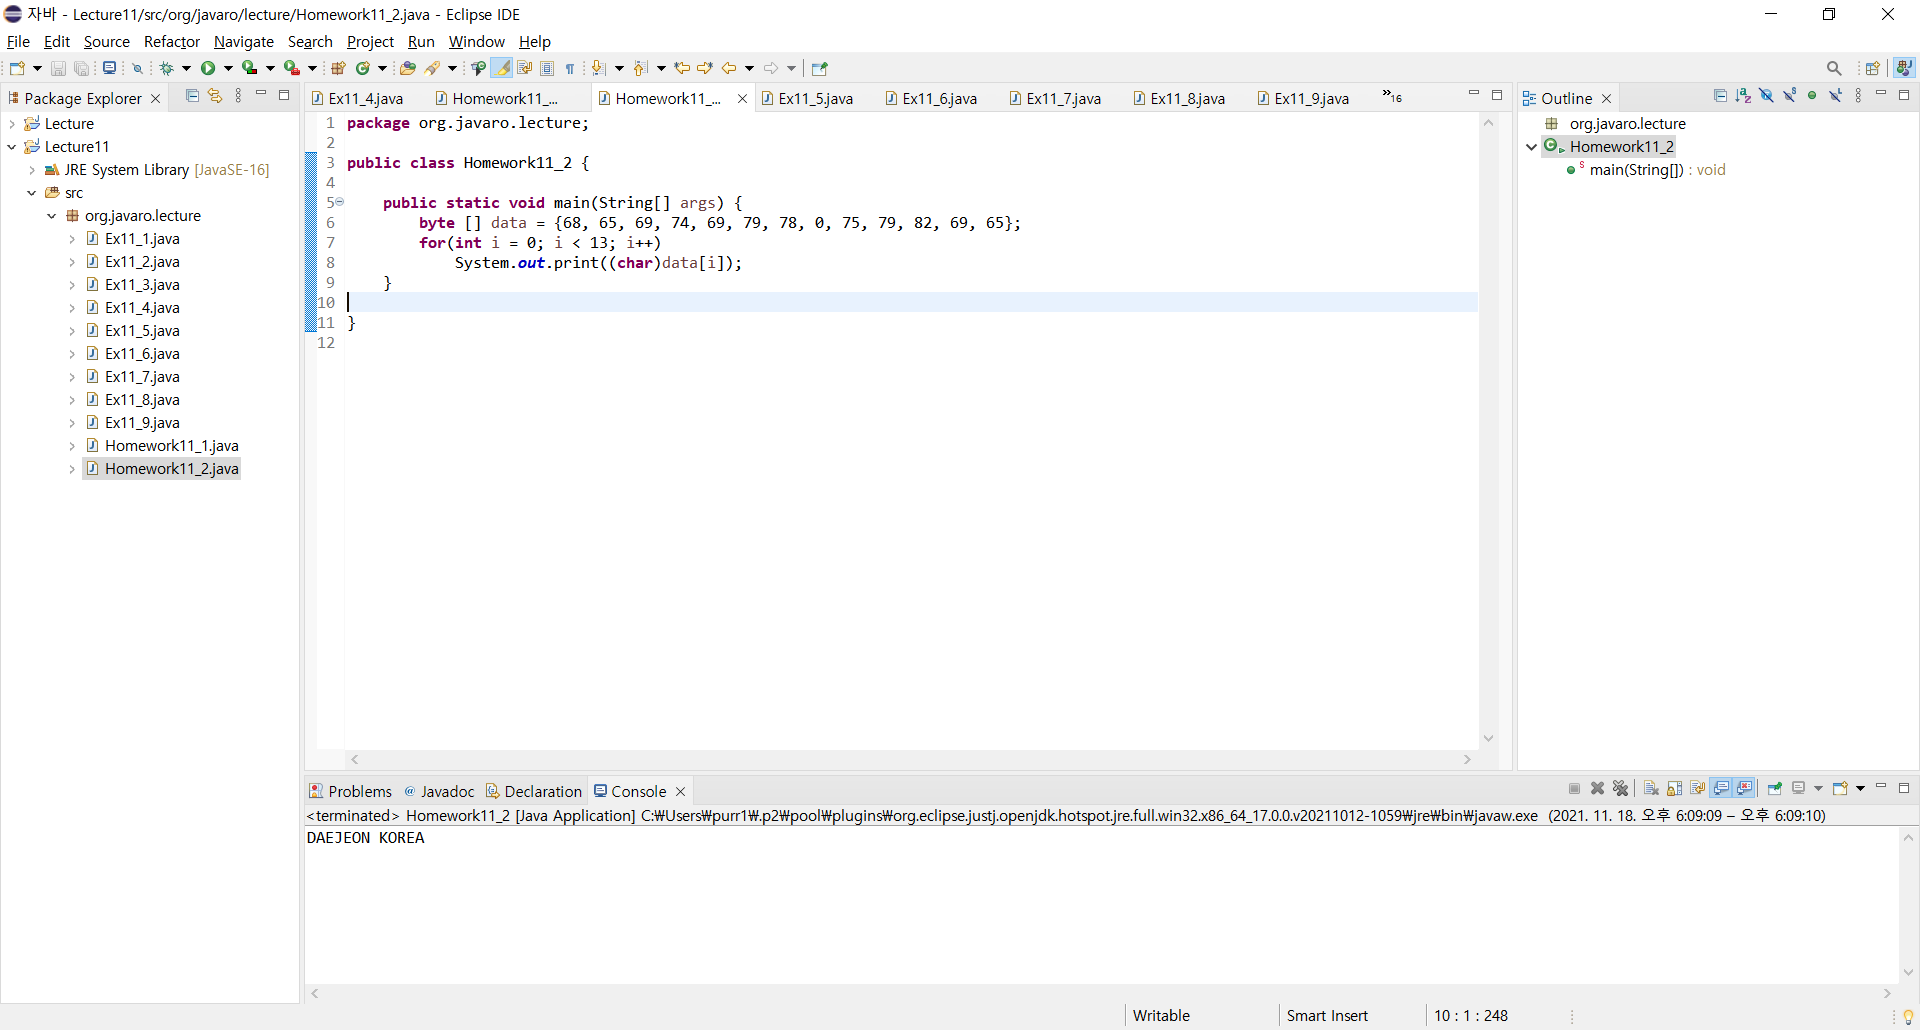 자바 - Lecture11/src/org/javaro/lecture/Homework11_2.java - Eclipse IDE
File Edit Source Refactor Navigate Search Project Run Window Help
Package Explorer
Lecture
Lecture11
JRE System Library [JavaSE-16]
src
org.javaro.lecture
Ex11_1.java
Ex11_2.java
Ex11_3.java
Ex11_4.java
Ex11_5.java
Ex11_6.java
Ex11_7.java
Ex11_8.java
Ex11_9.java
Homework11_1.java
Homework11_2.java
Ex11_4.java Homework11_... Homework11_... Ex11_5.java Ex11_6.java Ex11_7.java Ex11_8.java Ex11_9.java »16
1 package org.javaro.lecture;
2
3 public class Homework11_2 {
4
5 public static void main(String[] args) {
6 byte [] data = {68, 65, 69, 74, 69, 79, 78, 0, 75, 79, 82, 69, 65};
7 for(int i = 0; i < 13; i++)
8 System.out.print((char)data[i]);
9 }
10
11 }
12
Outline
org.javaro.lecture
Homework11_2
main(String[]) : void
Problems @ Javadoc Declaration Console
<terminated> Homework11_2 [Java Application] C:₩Users₩purr1₩.p2₩pool₩plugins₩org.eclipse.justj.openjdk.hotspot.jre.full.win32.x86_64_17.0.0.v20211012-1059₩jre₩bin₩javaw.exe (2021. 11. 18. 오후 6:09:09 – 오후 6:09:10)
DAEJEON KOREA
Writable Smart Insert 10 : 1 : 248